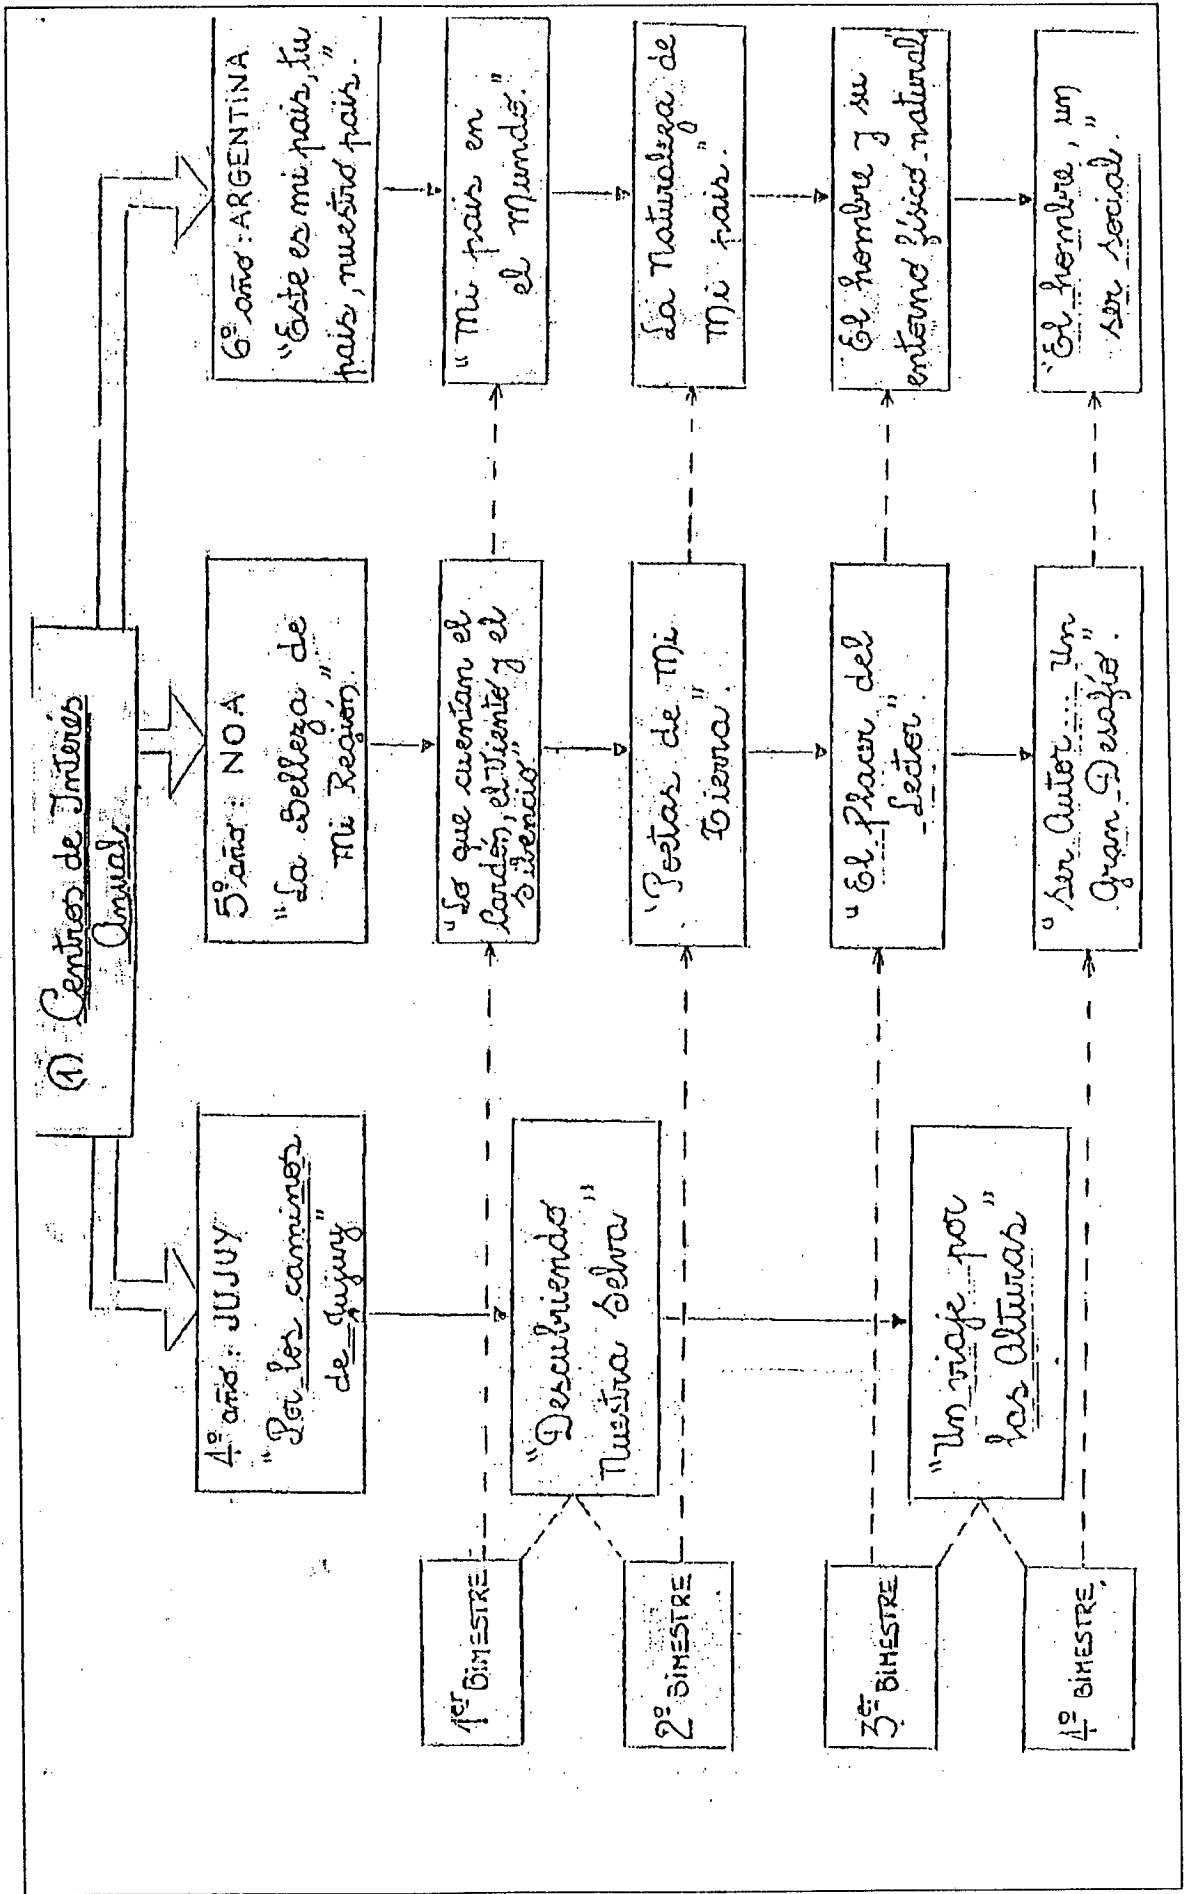 (1) Centros de Interés
Anual.
4º año: JUJUY
"Por los caminos
de Jujuy"
5º año: NOA
"La Belleza de
Mi Región."
6º año: ARGENTINA
"Este es mi país, tu
país, nuestro país."
1er BIMESTRE
2º BIMESTRE
3er BIMESTRE
4º BIMESTRE.
"Descubriendo
Nuestra Selva"
"Un viaje por
las Alturas"
"Lo que cuentan el
Cardón, el Viento y el
Silencio"
"Poetas de Mi
Tierra".
"El Placer del
Lector".
"Ser Autor... Un
Gran Desafío".
"Mi país en
el Mundo."
La Naturaleza de
Mi país."
El hombre y su
entorno físico-natural
"El hombre, un
ser social."